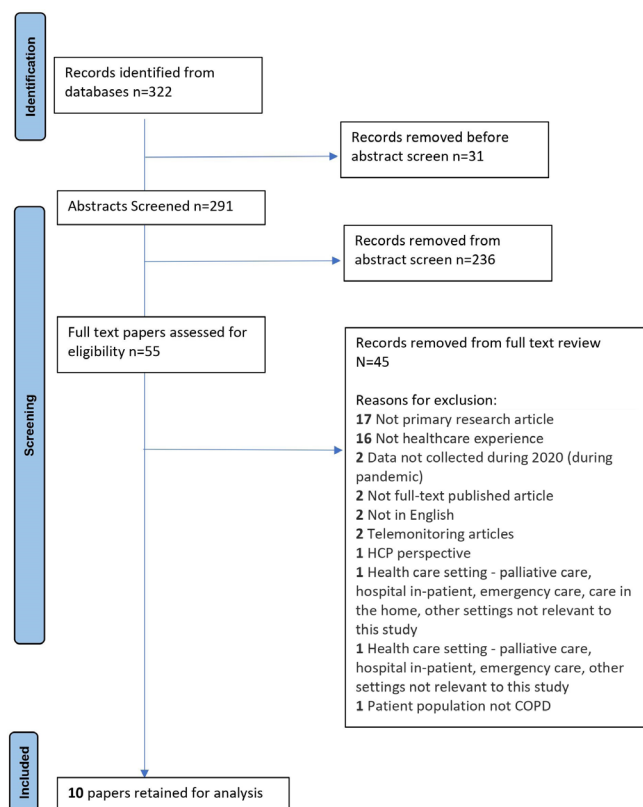 Identification
Records identified from
databases n=322
Records removed before
abstract screen n=31
Screening
Abstracts Screened n=291
Records removed from
abstract screen n=236
Full text papers assessed for
eligibility n=55
Records removed from full text review
N=45
Reasons for exclusion:
17 Not primary research article
16 Not healthcare experience
2 Data not collected during 2020 (during
pandemic)
2 Not full-text published article
2 Not in English
2 Telemonitoring articles
1 HCP perspective
1 Health care setting - palliative care,
hospital in-patient, emergency care, care in
the home, other settings not relevant to
this study
1 Health care setting - palliative care,
hospital in-patient, emergency care, other
settings not relevant to this study
1 Patient population not COPD
Included
10 papers retained for analysis